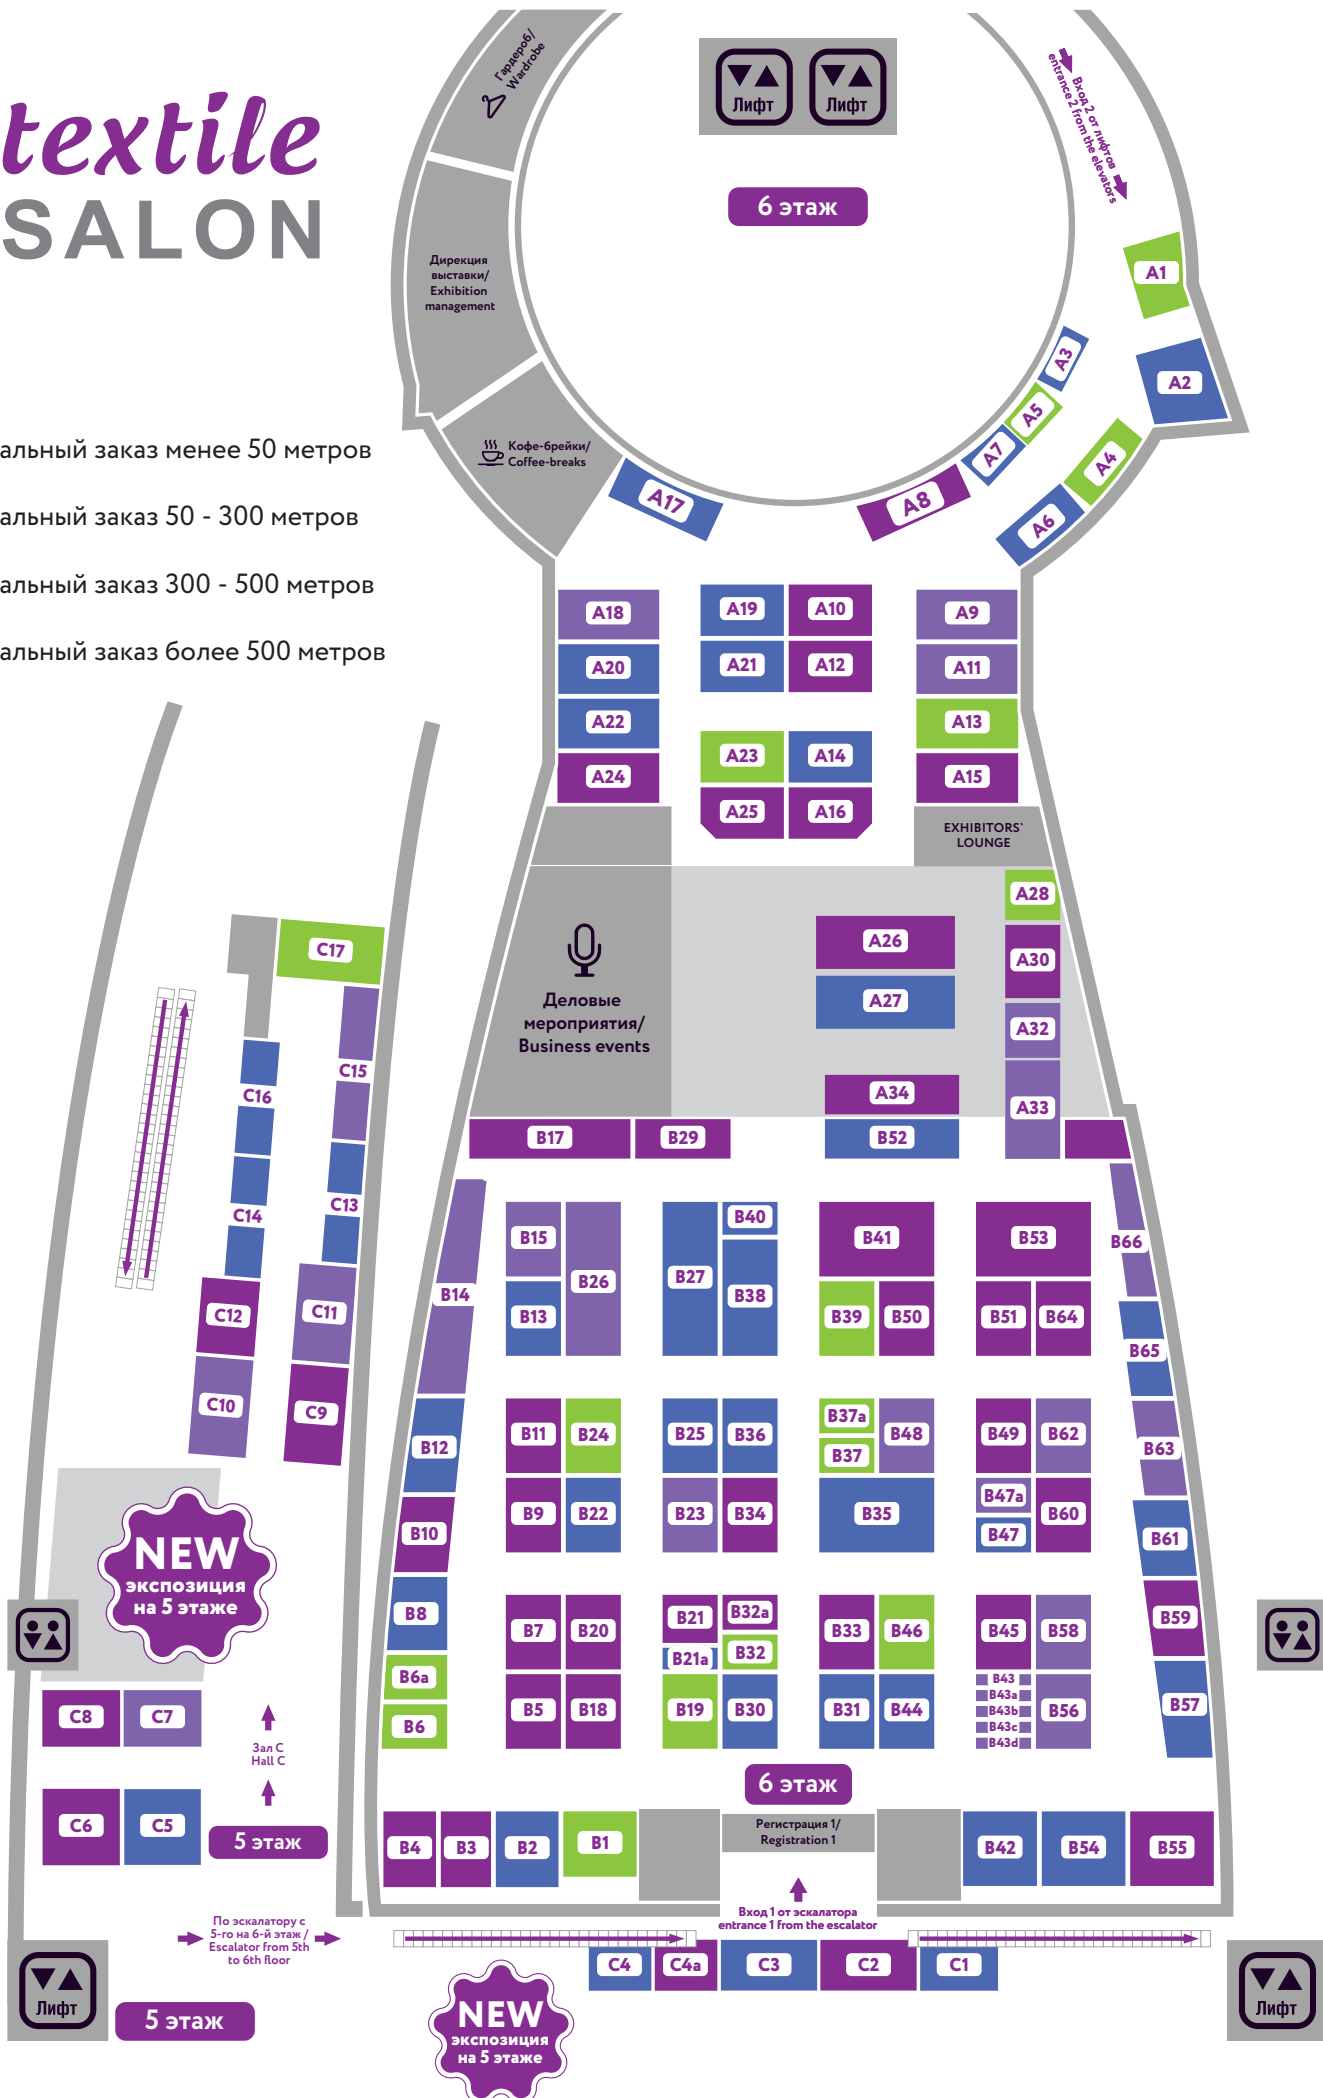 Гардероб/
Wardrobe
Лифт
Лифт
Вход 2 от лифтов
entrance 2 from the elevators
textile
SALON
6 этаж
Дирекция
выставки/
Exhibition
management
A1
A2
A3
A5
A7
A4
A6
A8
A17
Кофе-брейки/
Coffee-breaks
альный заказ менее 50 метров
альный заказ 50 - 300 метров
альный заказ 300 - 500 метров
альный заказ более 500 метров
A18
A19
A10
A9
A20
A21
A12
A11
A22
A13
A23
A14
A24
A15
A25
A16
EXHIBITORS`
LOUNGE
A28
A26
A30
A27
A32
A34
A33
Деловые
мероприятия/
Business events
C17
C15
C16
C13
C14
C12
C11
C10
C9
B17
B29
B52
B15
B26
B27
B40
B41
B53
B66
B14
B13
B38
B39
B50
B51
B64
B65
B12
B11
B24
B25
B36
B37a
B37
B48
B49
B62
B63
B10
B9
B22
B23
B34
B35
B47a
B47
B60
B61
NEW
экспозиция
на 5 этаже
B8
B7
B20
B21
B32a
B21a
B32
B33
B46
B45
B58
B59
B6a
B6
B5
B18
B19
B30
B31
B44
B43
B43a
B43b
B43c
B43d
B56
B57
C8
C7
Зал C
Hall C
C6
C5
5 этаж
6 этаж
B4
B3
B2
B1
Регистрация 1/
Registration 1
B42
B54
B55
Вход 1 от эскалатора
entrance 1 from the escalator
По эскалатору с
5-го на 6-й этаж /
Escalator from 5th
to 6th floor
C4
C4a
C3
C2
C1
Лифт
5 этаж
NEW
экспозиция
на 5 этаже
Лифт